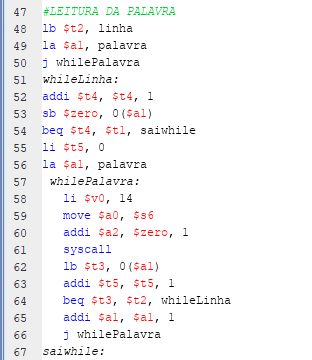 47 #LEITURA DA PALAVRA
48 lb $t2, linha
49 la $a1, palavra
50 j whilePalavra
51 whileLinha:
52 addi $t4, $t4, 1
53 sb $zero, 0($a1)
54 beq $t4, $t1, saiwhile
55 li $t5, 0
56 la $a1, palavra
57 whilePalavra:
58 li $v0, 14
59 move $a0, $s6
60 addi $a2, $zero, 1
61 syscall
62 lb $t3, 0($a1)
63 addi $t5, $t5, 1
64 beq $t3, $t2, whileLinha
65 addi $a1, $a1, 1
66 j whilePalavra
67 saiwhile: